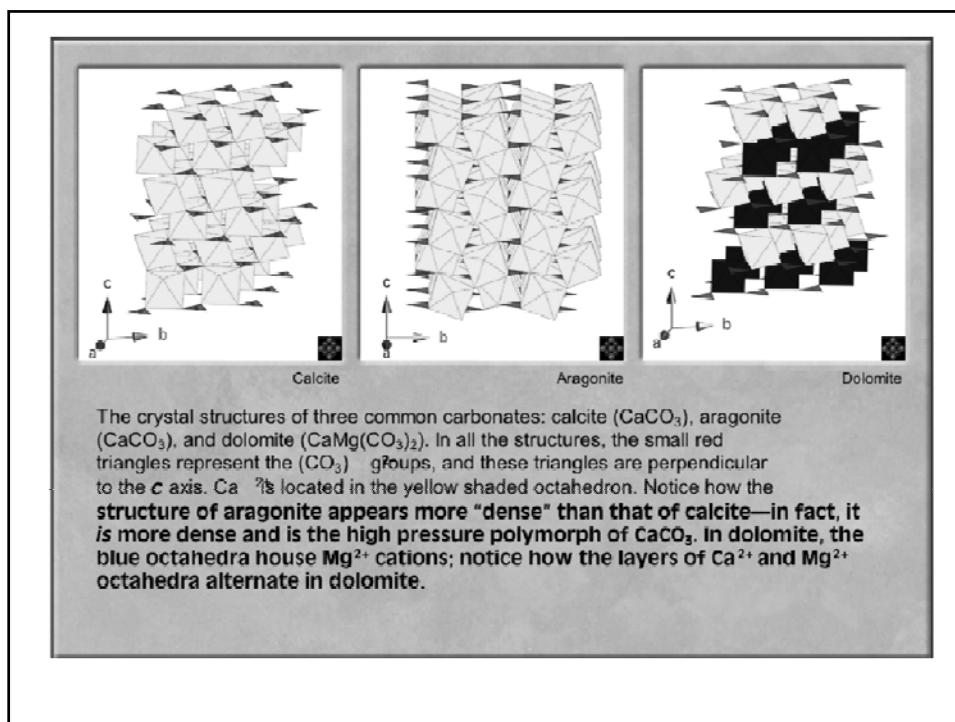 c
b
a
c
b
a
c
b
a
Calcite
Aragonite
Dolomite
The crystal structures of three common carbonates: calcite (CaCO₃), aragonite
(CaCO₃), and dolomite (CaMg(CO₃)₂). In all the structures, the small red
triangles represent the (CO₃) groups, and these triangles are perpendicular
to the c axis. Ca is located in the yellow shaded octahedron. Notice how the
structure of aragonite appears more “dense” than that of calcite—in fact, it
is more dense and is the high pressure polymorph of CaCO₃. In dolomite, the
blue octahedra house Mg²⁺ cations; notice how the layers of Ca²⁺ and Mg²⁺
octahedra alternate in dolomite.